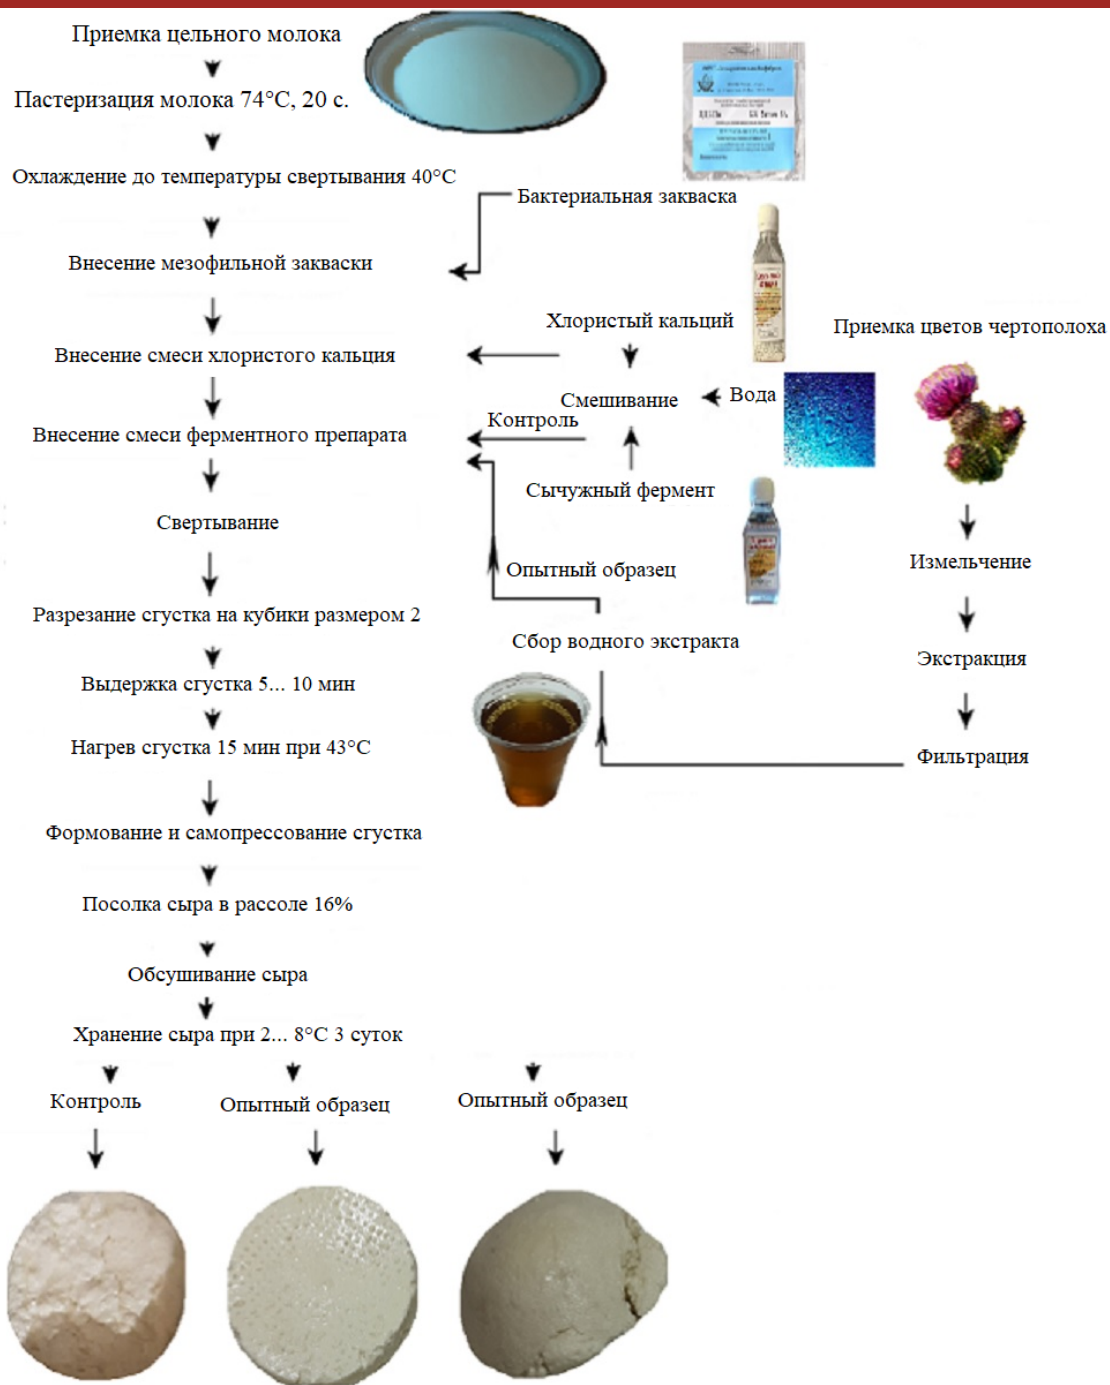 Приемка цельного молока
Пастеризация молока 74°C, 20 с.
Охлаждение до температуры свертывания 40°C
Бактериальная закваска
Внесение мезофильной закваски
Хлористый кальций
Приемка цветов чертополоха
Внесение смеси хлористого кальция
Смешивание
Вода
Контроль
Внесение смеси ферментного препарата
Сычужный фермент
Свертывание
Измельчение
Опытный образец
Разрезание сгустка на кубики размером 2
Сбор водного экстракта
Экстракция
Выдержка сгустка 5... 10 мин
Нагрев сгустка 15 мин при 43°C
Фильтрация
Формование и самопрессование сгустка
Посолка сыра в рассоле 16%
Обсушивание сыра
Хранение сыра при 2... 8°C 3 суток
Контроль
Опытный образец
Опытный образец